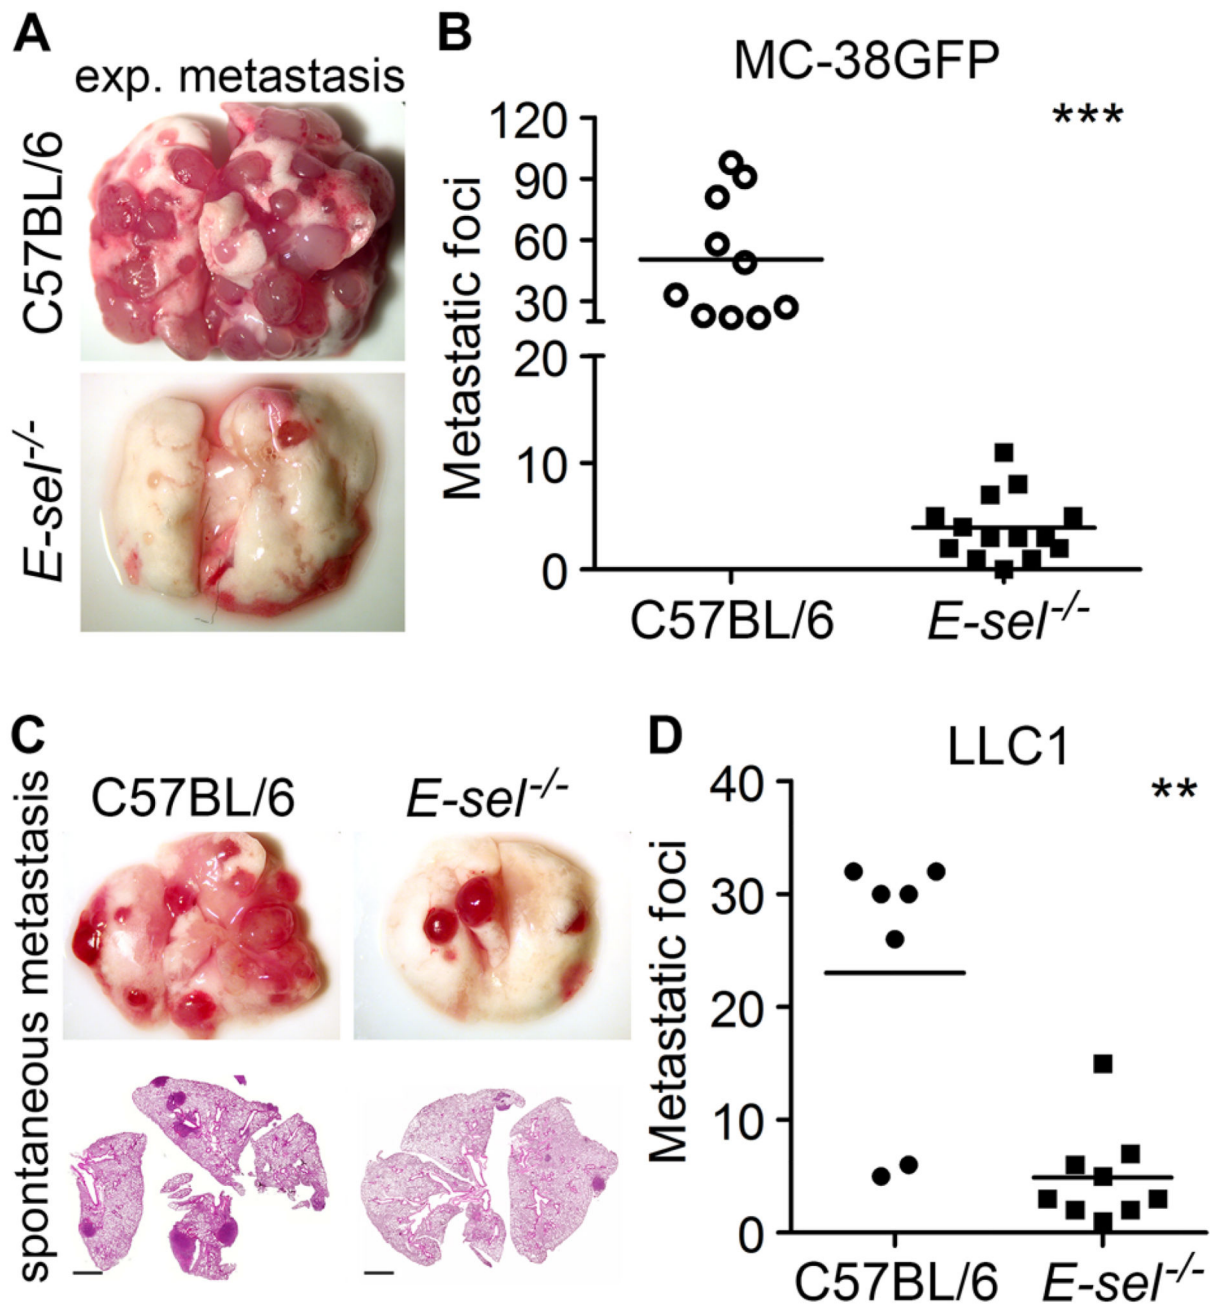 A
exp. metastasis
C57BL/6
E-sel-/-
B
MC-38GFP
***
Metastatic foci
120
90
60
30
20
10
0
C57BL/6
E-sel-/-
C
spontaneous metastasis
C57BL/6
E-sel-/-
D
LLC1
**
Metastatic foci
40
30
20
10
0
C57BL/6
E-sel-/-